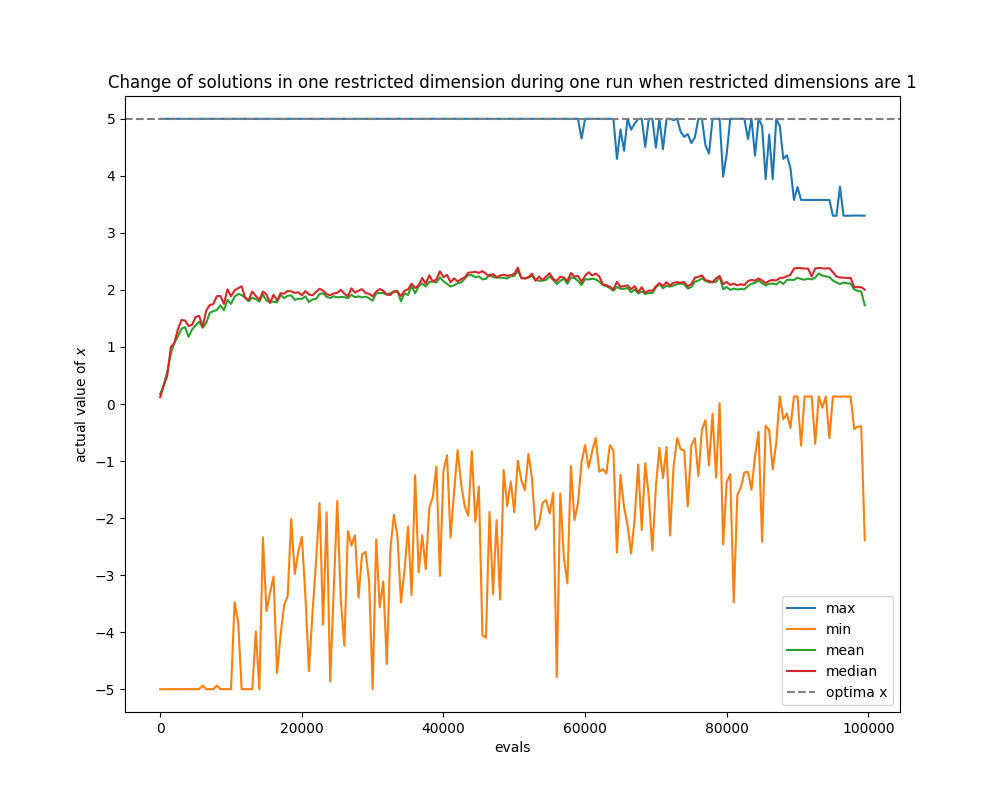 Change of solutions in one restricted dimension during one run when restricted dimensions are 1
5
4
3
2
1
0
−1
−2
−3
−4
−5
actual value of x
0
20000
40000
60000
80000
100000
evals
max
min
mean
median
optima x